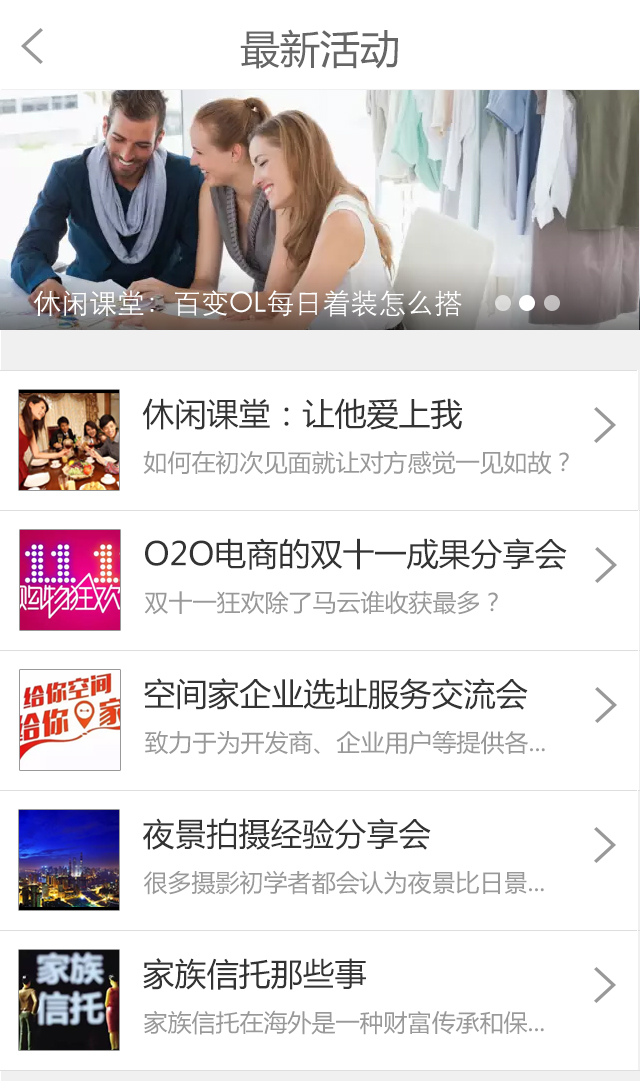 最新活动
休闲课堂：百变OL每日着装怎么搭
休闲课堂：让他爱上我
如何在初次见面就让对方感觉一见如故？
11 1
购物狂欢
O2O电商的双十一成果分享会
双十一狂欢除了马云谁收获最多？
给你空间
给你 家
空间家企业选址服务交流会
致力于为开发商、企业用户等提供各...
夜景拍摄经验分享会
很多摄影初学者都会认为夜景比日景...
家族
信托
家族信托那些事
家族信托在海外是一种财富传承和保...